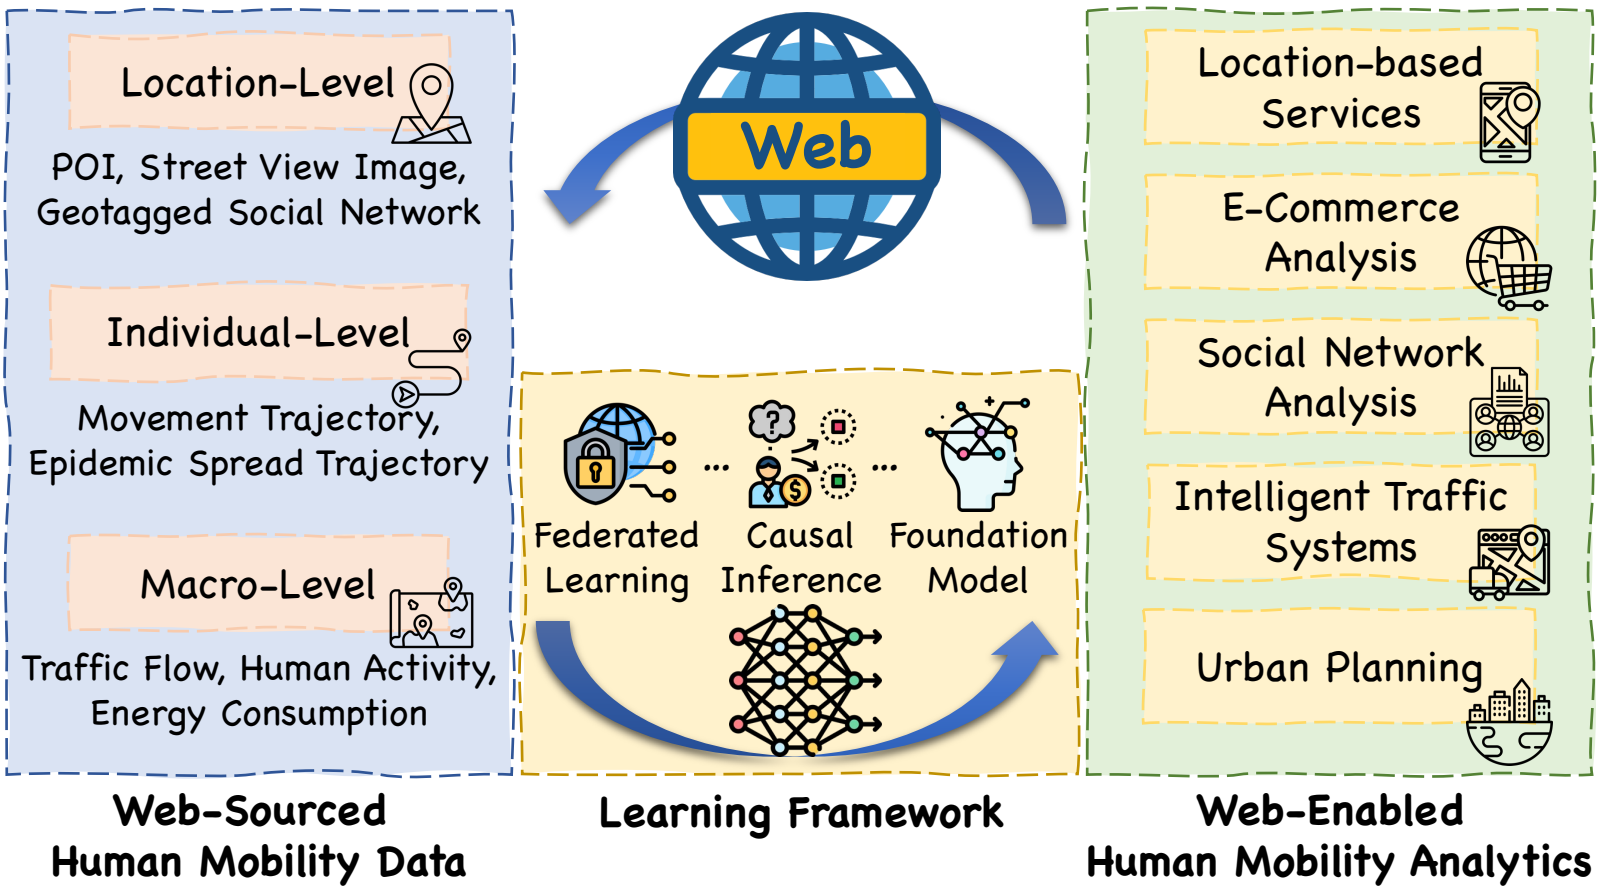 Location-Level
POI, Street View Image,
Geotagged Social Network
Individual-Level
Movement Trajectory,
Epidemic Spread Trajectory
Macro-Level
Traffic Flow, Human Activity,
Energy Consumption
Web-Sourced
Human Mobility Data
Web
?
$
... ...
Federated
Learning
Causal
Inference
Foundation
Model
Learning Framework
Location-based
Services
E-Commerce
Analysis
Social Network
Analysis
Intelligent Traffic
Systems
Urban Planning
Web-Enabled
Human Mobility Analytics